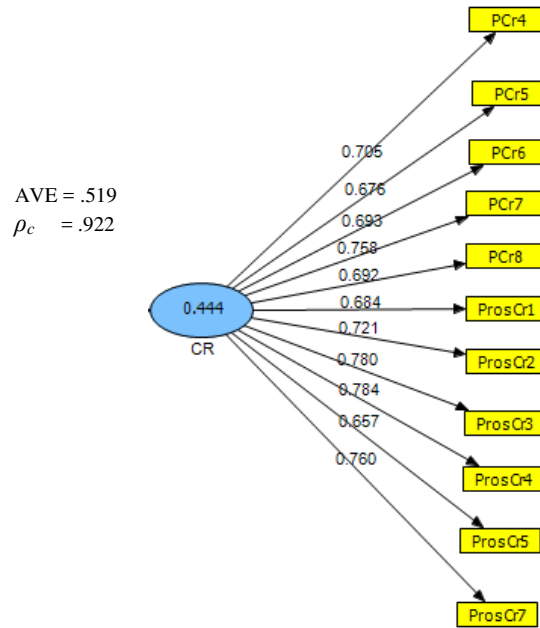 PCr4
PCr5
0.705
PCr6
0.676
AVE = .519
0.693
PCr7
ρc = .922
0.758
PCr8
0.692
0.444
0.684
ProsCr1
CR
0.721
ProsCr2
0.780
0.784
ProsCr3
0.657
0.760
ProsCr4
ProsCr5
ProsCr7